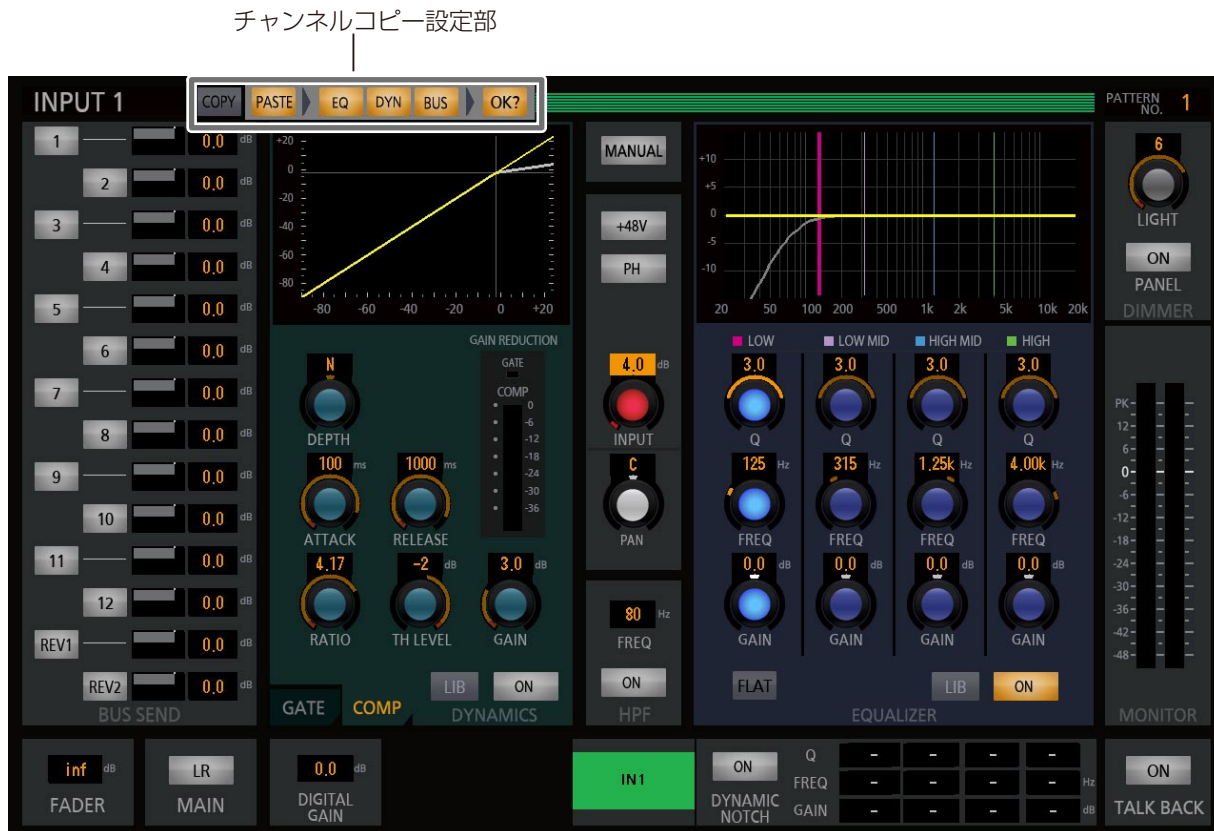 チャンネルコピー設定部
INPUT 1 COPY PASTE EQ DYN BUS OK? PATTERN NO. 1
1 0.0 dB
2 0.0 dB
3 0.0 dB
4 0.0 dB
5 0.0 dB
6 0.0 dB
7 0.0 dB
8 0.0 dB
9 0.0 dB
10 0.0 dB
11 0.0 dB
12 0.0 dB
REV1 0.0 dB
REV2 0.0 dB
BUS SEND
+20
0
-20
-40
-60
-80
-80 -60 -40 -20 0 +20
GAIN REDUCTION
GATE
COMP
0
-6
-12
-18
-24
-30
-36
N
DEPTH
100 ms 1000 ms
ATTACK RELEASE
4.17 -2 dB 3.0 dB
RATIO TH LEVEL GAIN
LIB ON
GATE COMP DYNAMICS
MANUAL
+48V
PH
4.0 dB
INPUT
C
PAN
80 Hz
FREQ
ON
HPF
+10
+5
0
-5
-10
20 50 100 200 500 1k 2k 5k 10k 20k
LOW LOW MID HIGH MID HIGH
3.0 3.0 3.0 3.0
Q Q Q Q
125 Hz 315 Hz 1.25k Hz 4.00k Hz
FREQ FREQ FREQ FREQ
0.0 dB 0.0 dB 0.0 dB 0.0 dB
GAIN GAIN GAIN GAIN
FLAT LIB ON
EQUALIZER
6
LIGHT
ON
PANEL
DIMMER
PK
12
6
0
-6
-12
-18
-24
-30
-36
-42
-48
MONITOR
inf dB
FADER
LR
MAIN
0.0 dB
DIGITAL
GAIN
IN1
ON
DYNAMIC
NOTCH
Q - - - -
FREQ - - - - Hz
GAIN - - - - dB
ON
TALK BACK